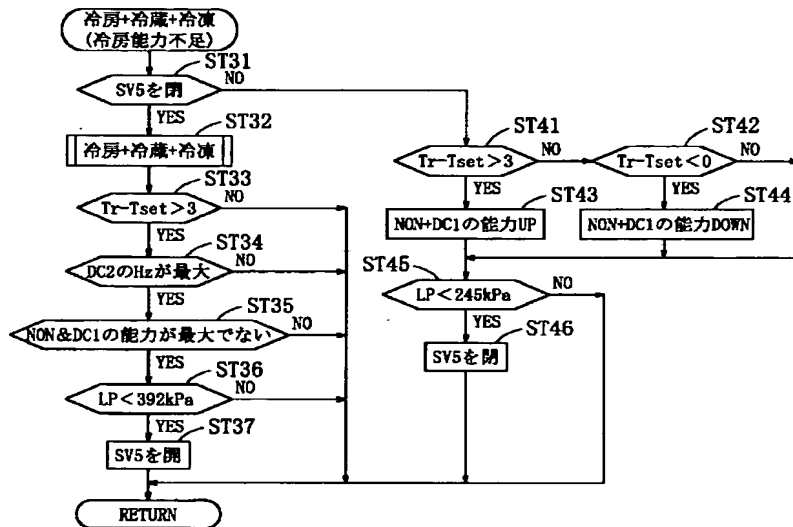 冷房+冷蔵+冷凍
(冷房能力不足)
ST31
SV5を閉
NO
YES
ST32
冷房+冷蔵+冷凍
ST33
Tr-Tset>3
NO
YES
ST34
DC2のHzが最大
NO
YES
ST35
NON&DC1の能力が最大でない
NO
YES
ST36
LP<392kPa
NO
YES
ST37
SV5を開
RETURN
ST41
Tr-Tset>3
NO
YES
ST42
Tr-Tset<0
NO
YES
ST43
NON+DC1の能力UP
ST44
NON+DC1の能力DOWN
ST45
LP<245kPa
NO
YES
ST46
SV5を閉